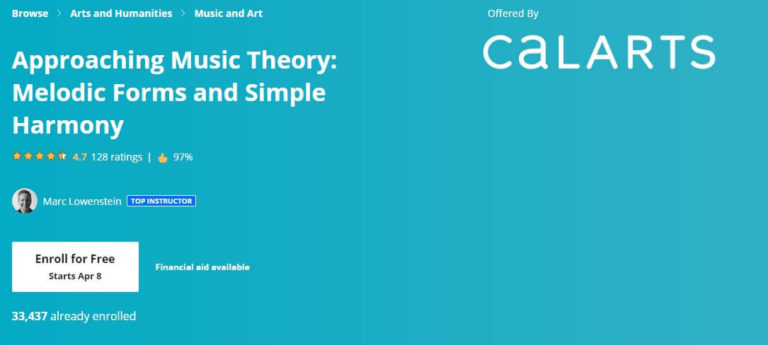 Browse > Arts and Humanities > Music and Art
Offered By
CALARTS
Approaching Music Theory:
Melodic Forms and Simple
Harmony
4.7 128 ratings | 97%
Marc Lowenstein TOP INSTRUCTOR
Enroll for Free
Starts Apr 8
Financial aid available
33,437 already enrolled